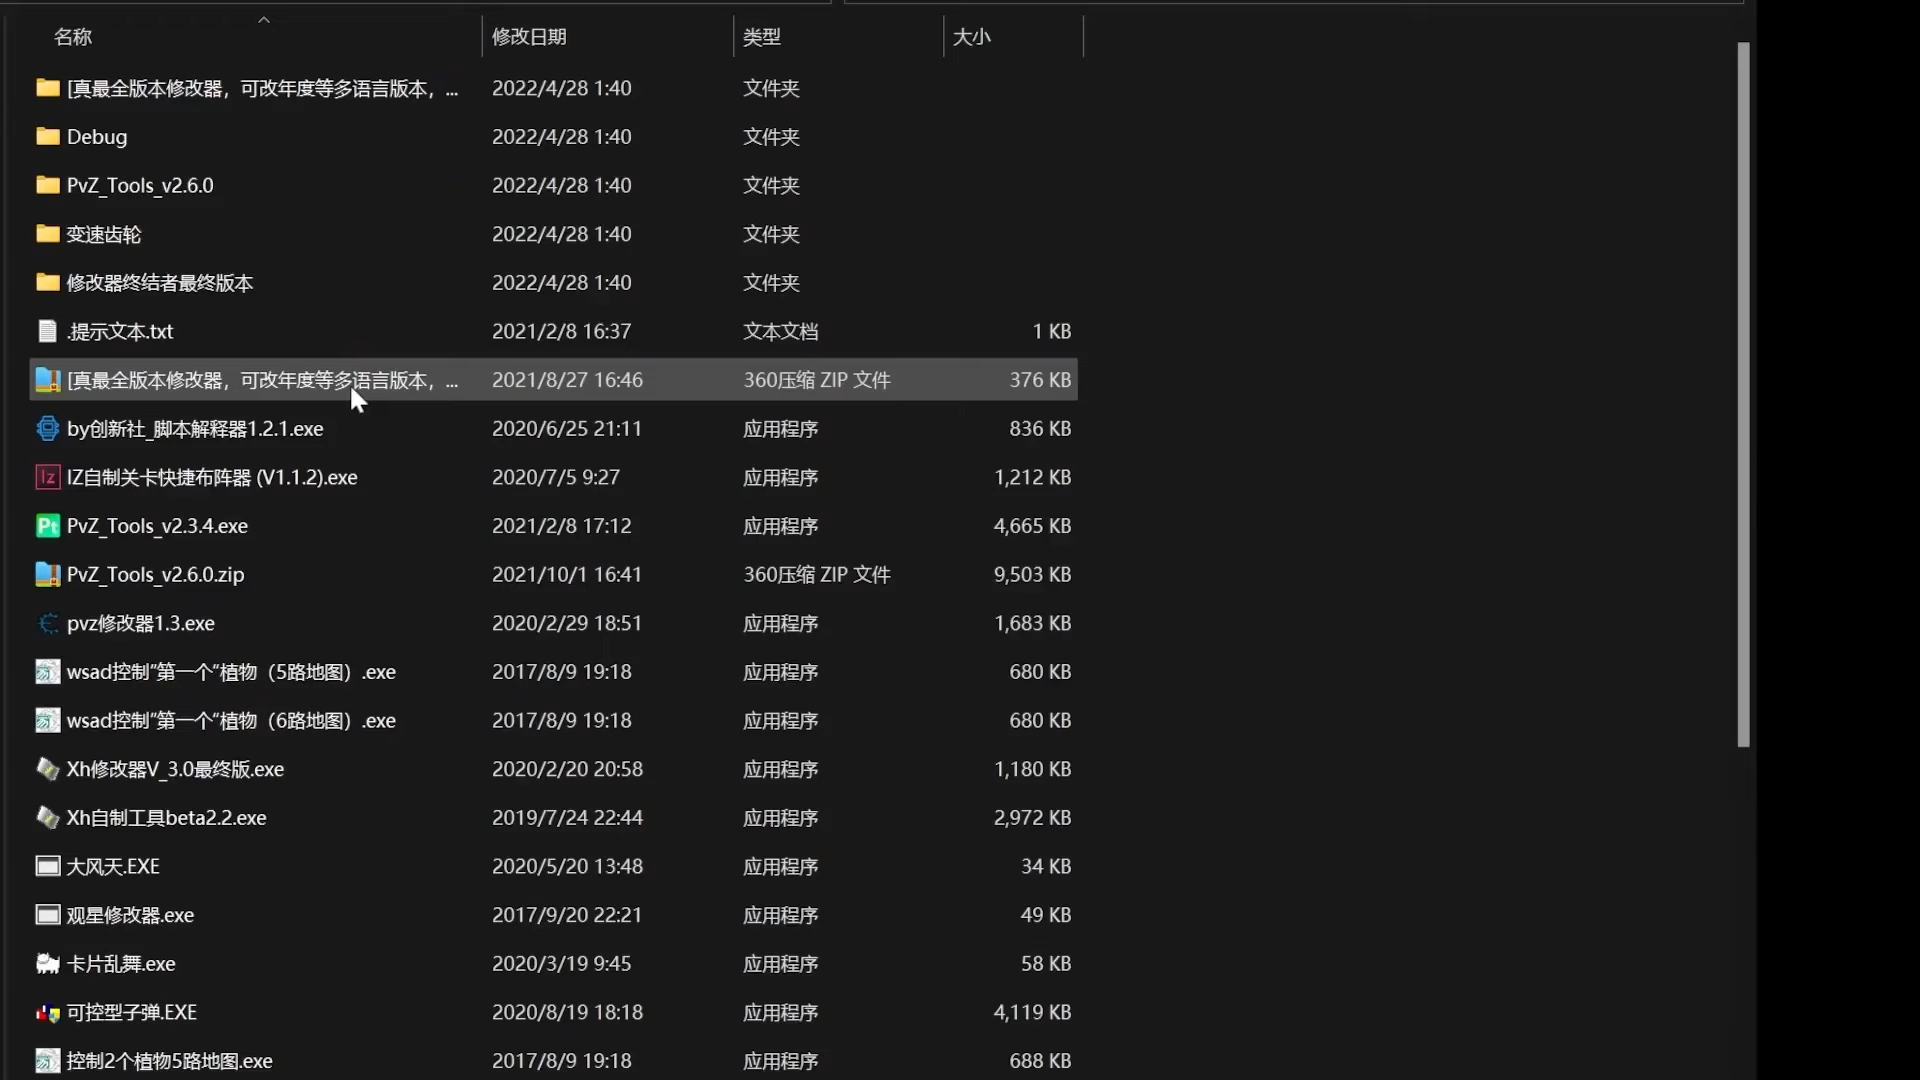 名称 修改日期 类型 大小
[真最全版本修改器，可改年度等多语言版本，... 2022/4/28 1:40 文件夹
Debug 2022/4/28 1:40 文件夹
PvZ_Tools_v2.6.0 2022/4/28 1:40 文件夹
变速齿轮 2022/4/28 1:40 文件夹
修改器终结者最终版本 2022/4/28 1:40 文件夹
.提示文本.txt 2021/2/8 16:37 文本文档 1 KB
[真最全版本修改器，可改年度等多语言版本，... 2021/8/27 16:46 360压缩 ZIP 文件 376 KB
by创新社_脚本解释器1.2.1.exe 2020/6/25 21:11 应用程序 836 KB
IZ自制关卡快捷布阵器 (V1.1.2).exe 2020/7/5 9:27 应用程序 1,212 KB
PvZ_Tools_v2.3.4.exe 2021/2/8 17:12 应用程序 4,665 KB
PvZ_Tools_v2.6.0.zip 2021/10/1 16:41 360压缩 ZIP 文件 9,503 KB
pvz修改器1.3.exe 2020/2/29 18:51 应用程序 1,683 KB
wsad控制”第一个“植物（5路地图）.exe 2017/8/9 19:18 应用程序 680 KB
wsad控制”第一个“植物（6路地图）.exe 2017/8/9 19:18 应用程序 680 KB
Xh修改器V_3.0最终版.exe 2020/2/20 20:58 应用程序 1,180 KB
Xh自制工具beta2.2.exe 2019/7/24 22:44 应用程序 2,972 KB
大风天.EXE 2020/5/20 13:48 应用程序 34 KB
观星修改器.exe 2017/9/20 22:21 应用程序 49 KB
卡片乱舞.exe 2020/3/19 9:45 应用程序 58 KB
可控型子弹.EXE 2020/8/19 18:18 应用程序 4,119 KB
控制2个植物5路地图.exe 2017/8/9 19:18 应用程序 688 KB